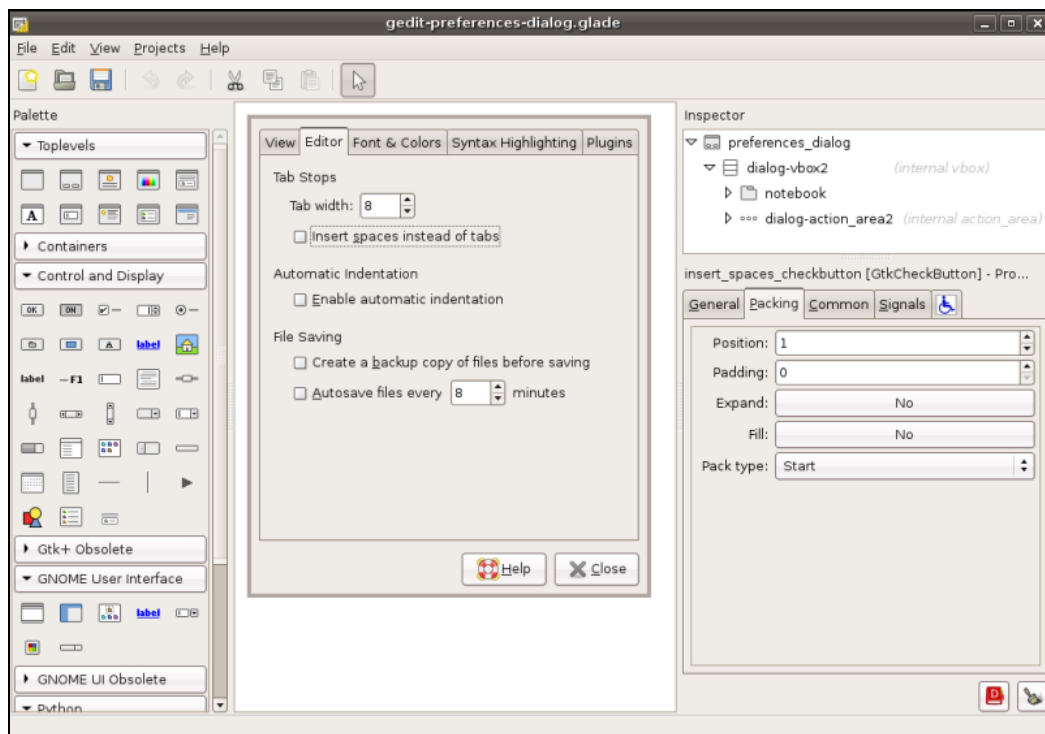 gedit-preferences-dialog.glade
File Edit View Projects Help
Palette
Toplevels
Containers
Control and Display
OK ON
label
label F1
Gtk+ Obsolete
GNOME User Interface
label
GNOME UI Obsolete
Python
View Editor Font & Colors Syntax Highlighting Plugins
Tab Stops
Tab width: 8
Insert spaces instead of tabs
Automatic Indentation
Enable automatic indentation
File Saving
Create a backup copy of files before saving
Autosave files every 8 minutes
Help Close
Inspector
preferences_dialog
dialog-vbox2 (internal vbox)
notebook
dialog-action_area2 (internal action_area)
insert_spaces_checkbutton [GtkCheckButton] - Pro...
General Packing Common Signals
Position: 1
Padding: 0
Expand: No
Fill: No
Pack type: Start